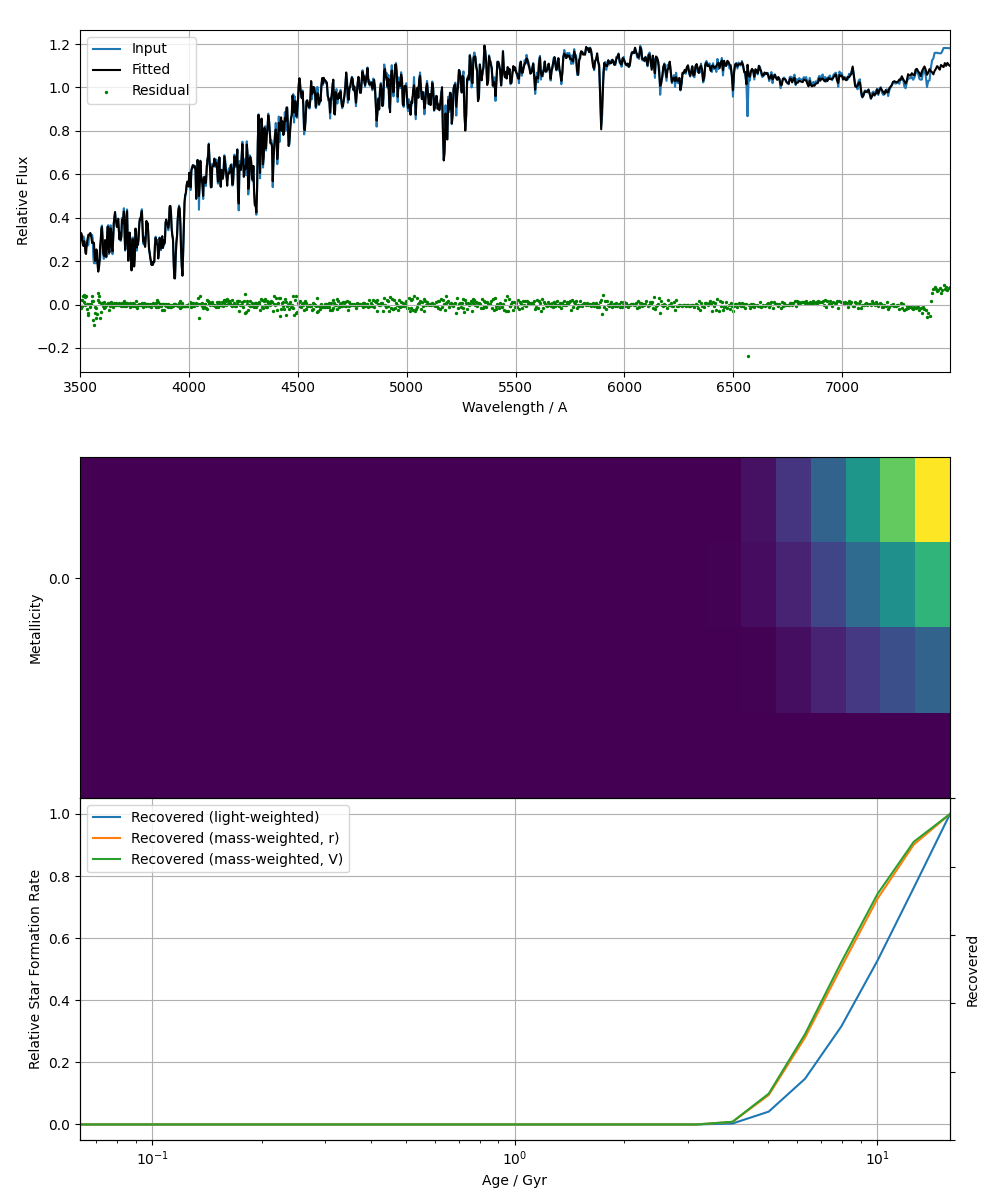 1.2
1.0
0.8
0.6
0.4
0.2
0.0
−0.2
Relative Flux
Input
Fitted
Residual
3500 4000 4500 5000 5500 6000 6500 7000
Wavelength / A
0.0
Metallicity
1.0
0.8
0.6
0.4
0.2
0.0
Relative Star Formation Rate
Recovered (light-weighted)
Recovered (mass-weighted, r)
Recovered (mass-weighted, V)
Recovered
10⁻¹ 10⁰ 10¹
Age / Gyr